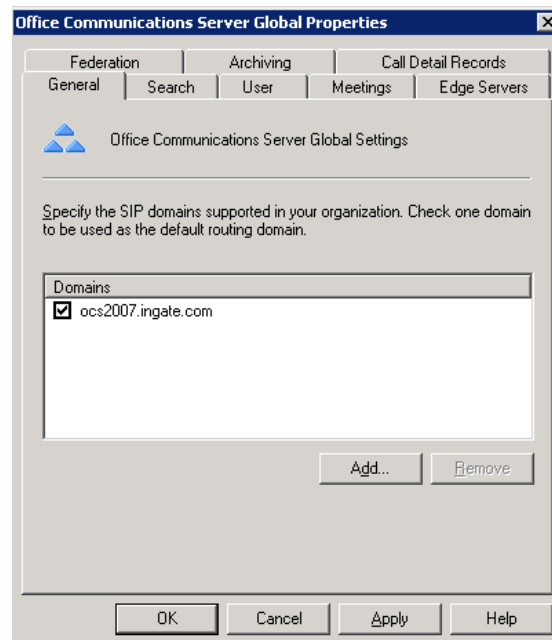 Office Communications Server Global Properties
Federation Archiving Call Detail Records
General Search User Meetings Edge Servers
Office Communications Server Global Settings
Specify the SIP domains supported in your organization. Check one domain
to be used as the default routing domain.
Domains
ocs2007.ingate.com
Add... Remove
OK Cancel Apply Help